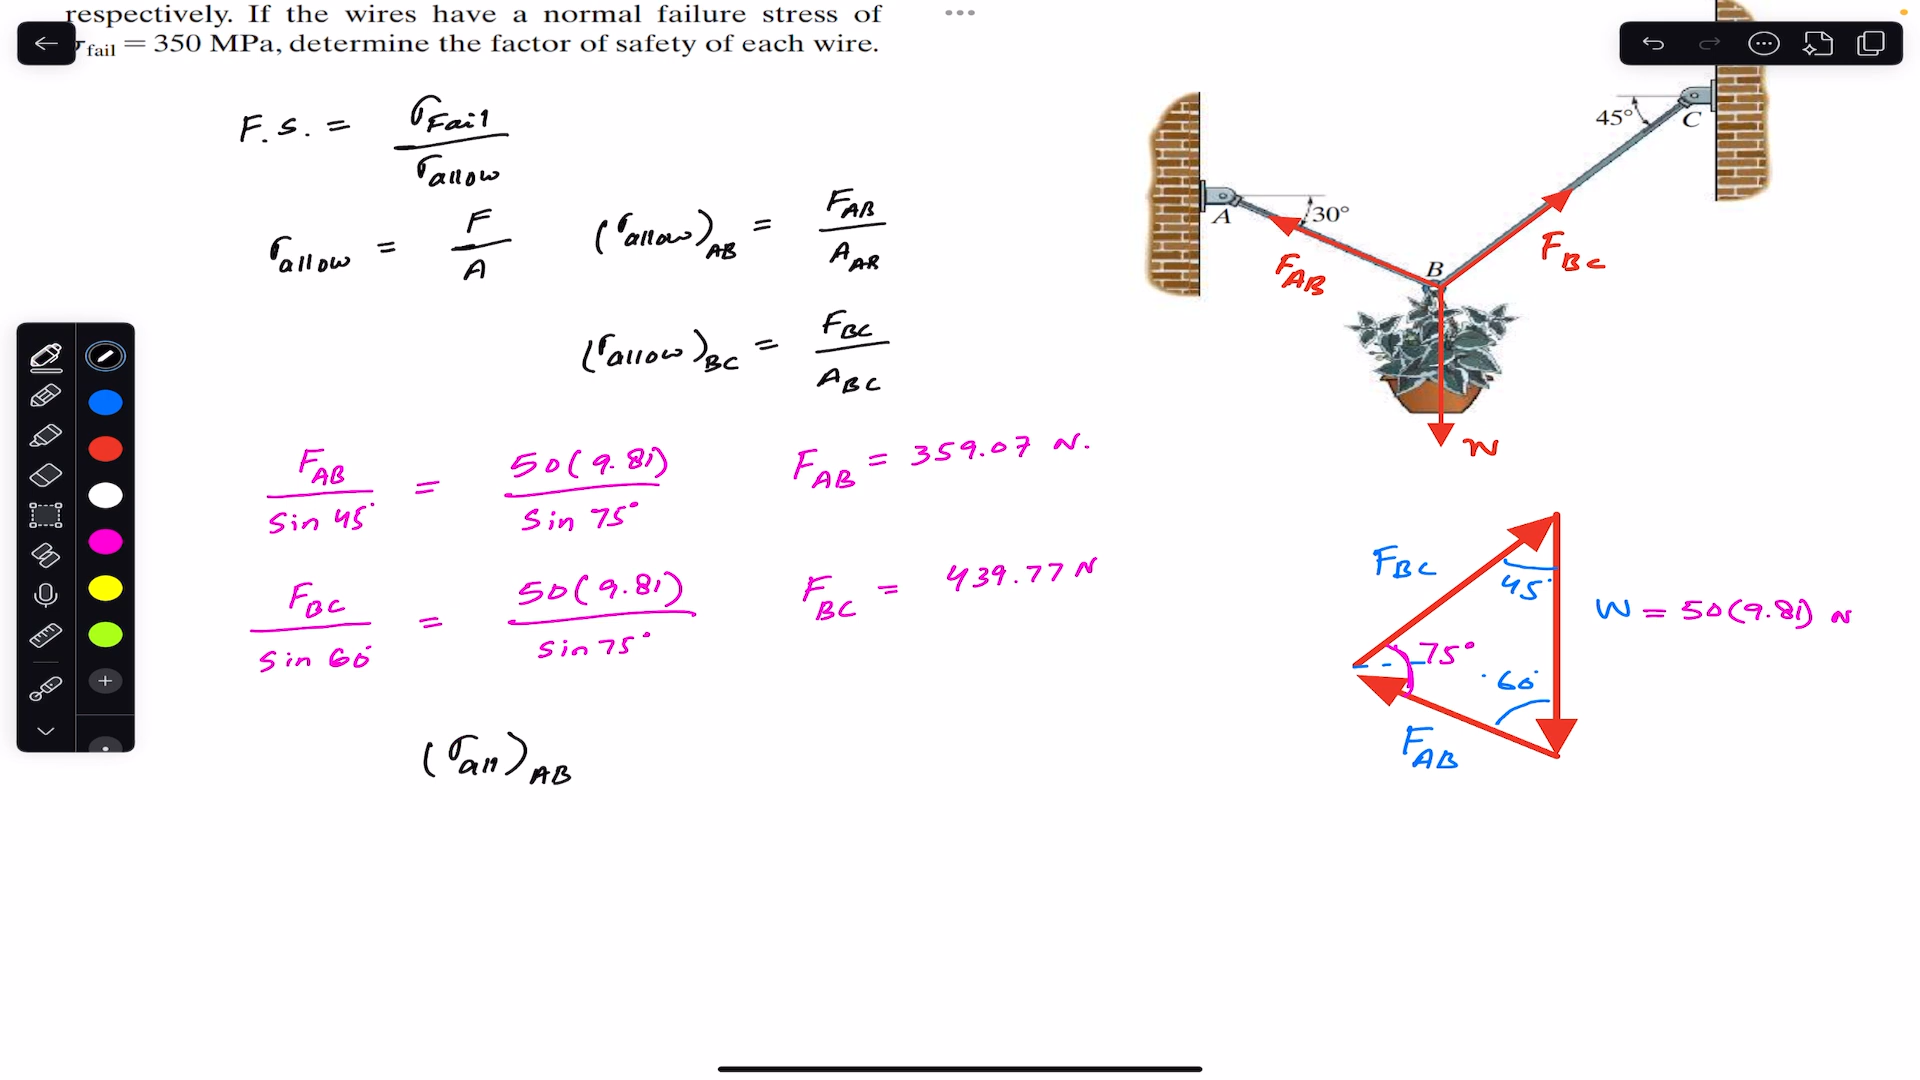 respectively. If the wires have a normal failure stress of
σfail = 350 MPa, determine the factor of safety of each wire.
F.S. = σFail / σallow
σallow = F / A
(σallow)AB = FAB / AAB
(σallow)BC = FBC / ABC
FAB / sin 45° = 50(9.81) / sin 75°
FAB = 359.07 N.
FBC / sin 60° = 50(9.81) / sin 75°
FBC = 439.77 N
(σall)AB
45°
C
A
30°
B
FAB
FBC
W
FBC
45°
W = 50(9.81) N
75°
60°
FAB